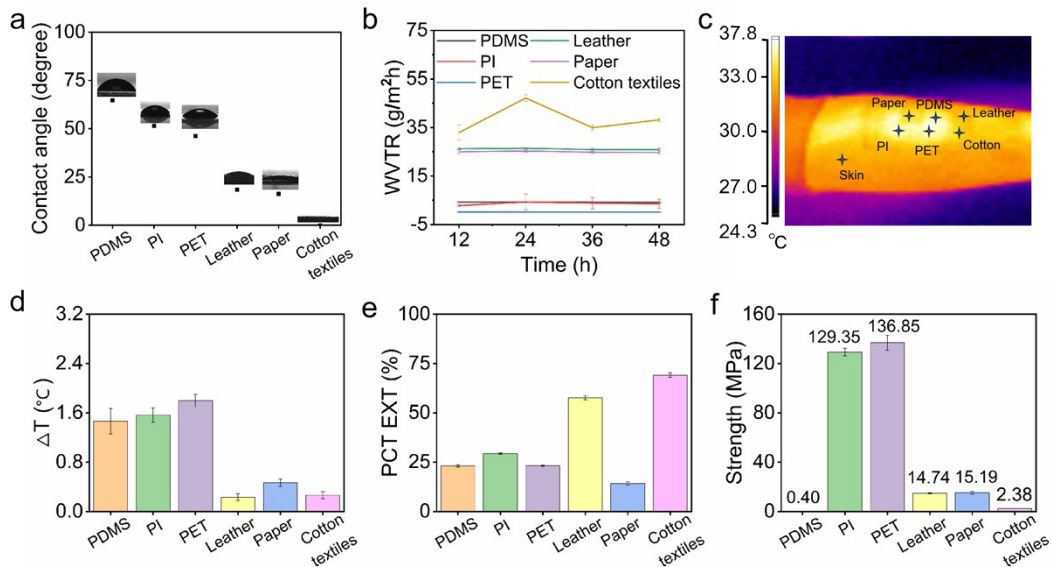 a
Contact angle (degree)
100
75
50
25
0
PDMS
PI
PET
Leather
Paper
Cotton
textiles
b
WVTR (g/m²h)
75
55
35
15
-5
PDMS
PI
PET
Leather
Paper
Cotton textiles
12
24
36
48
Time (h)
c
37.8
33.0
30.0
27.0
24.3
°C
Paper
PDMS
Leather
PI
PET
Cotton
Skin
d
△T (°C)
3.2
2.4
1.6
0.8
0.0
PDMS
PI
PET
Leather
Paper
Cotton
textiles
e
PCT EXT (%)
100
75
50
25
0
PDMS
PI
PET
Leather
Paper
Cotton
textiles
f
Strength (MPa)
160
120
80
40
0
0.40
129.35
136.85
14.74
15.19
2.38
PDMS
PI
PET
Leather
Paper
Cotton
textiles